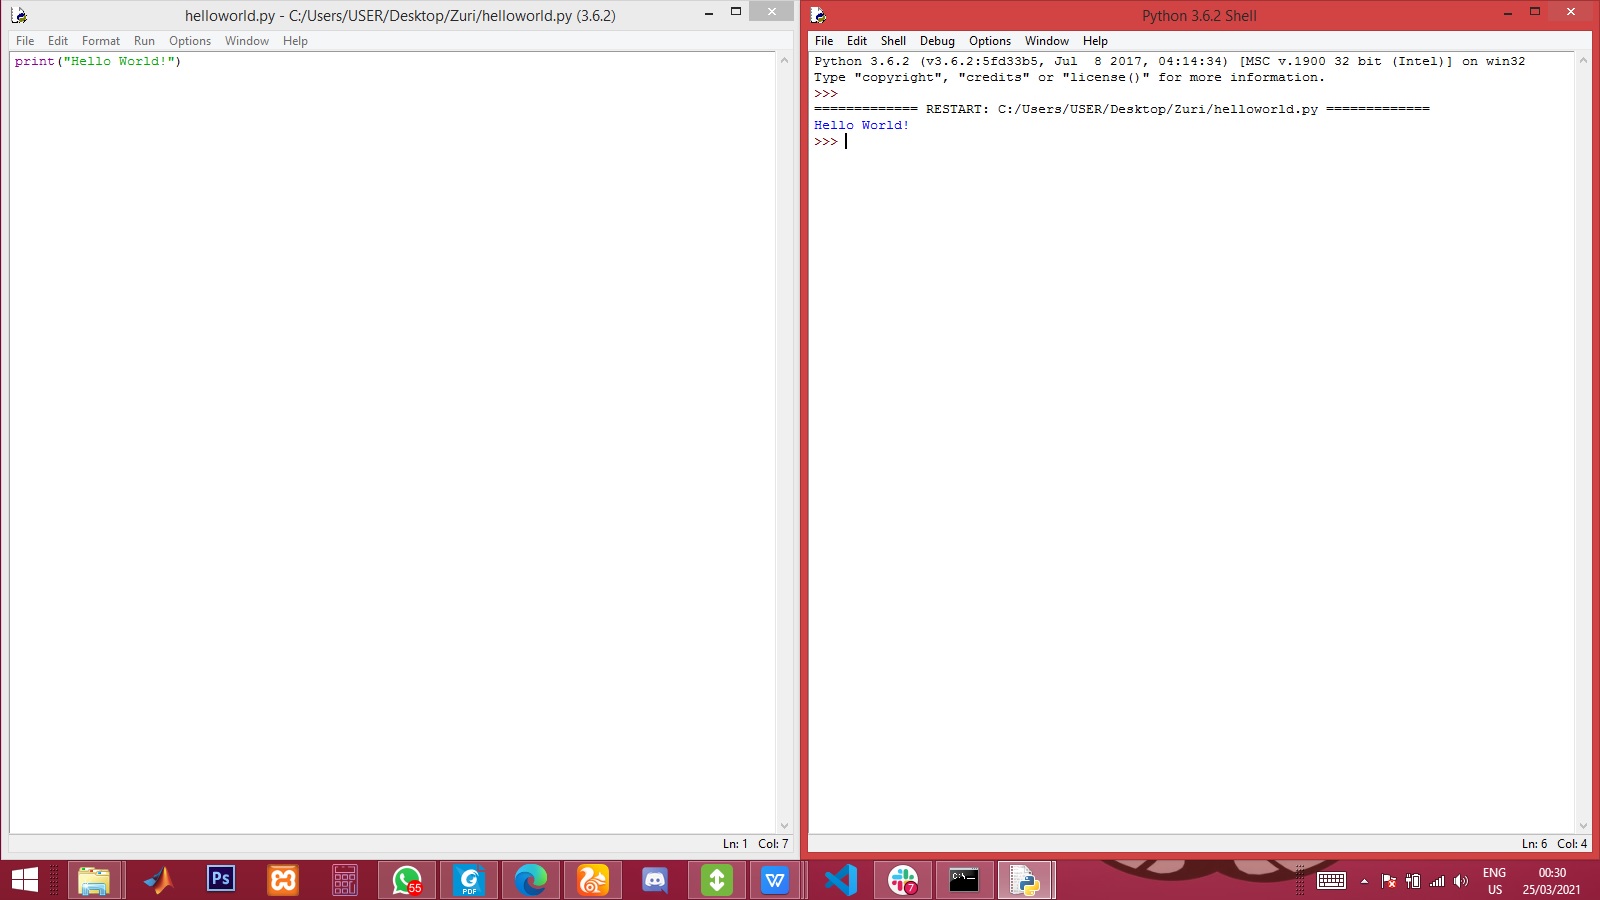 helloworld.py - C:/Users/USER/Desktop/Zuri/helloworld.py (3.6.2)
File Edit Format Run Options Window Help
print("Hello World!")
Ln: 1 Col: 7
Python 3.6.2 Shell
File Edit Shell Debug Options Window Help
Python 3.6.2 (v3.6.2:5fd33b5, Jul  8 2017, 04:14:34) [MSC v.1900 32 bit (Intel)] on win32
Type "copyright", "credits" or "license()" for more information.
>>>
============= RESTART: C:/Users/USER/Desktop/Zuri/helloworld.py =============
Hello World!
>>>
Ln: 6 Col: 4
Ps
55
PDF
W
7
C:\_
ENG
US
00:30
25/03/2021